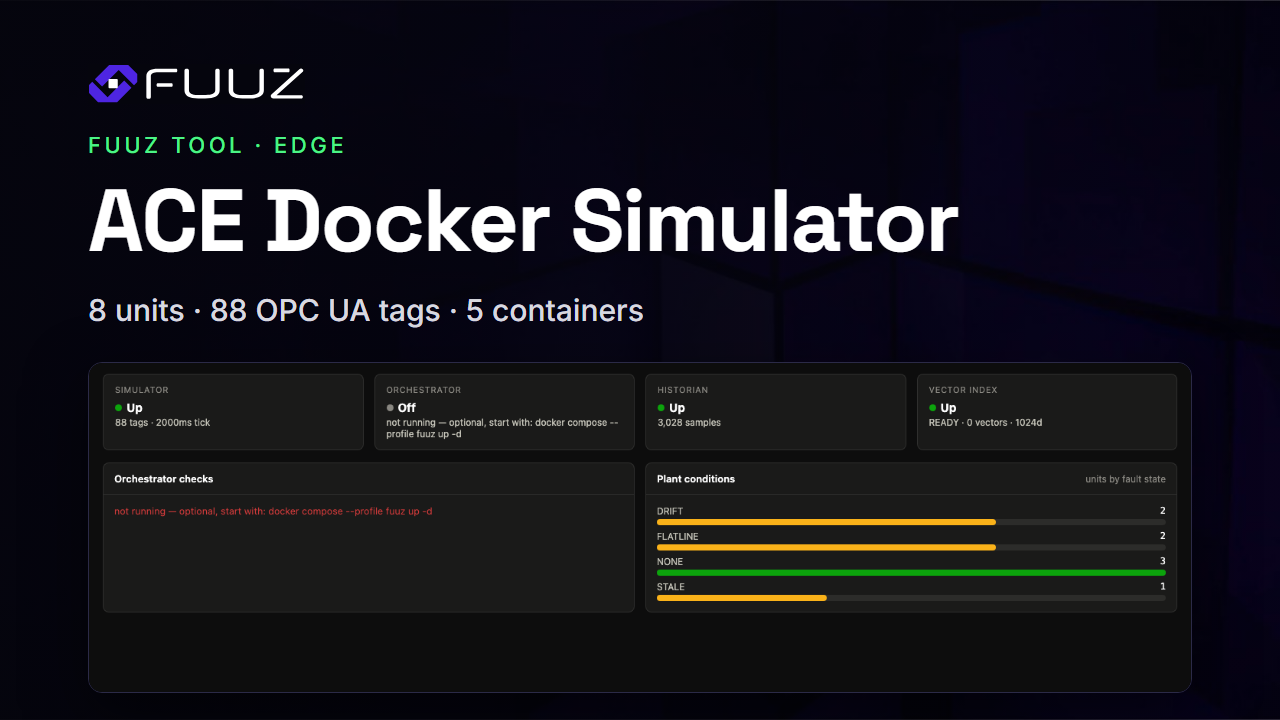 FUUZ
FUUZ TOOL · EDGE
ACE Docker Simulator
8 units · 88 OPC UA tags · 5 containers
SIMULATOR
Up
88 tags · 2000ms tick
ORCHESTRATOR
Off
not running — optional, start with: docker compose --
profile fuuz up -d
HISTORIAN
Up
3,028 samples
VECTOR INDEX
Up
READY · 0 vectors · 1024d
Orchestrator checks
not running — optional, start with: docker compose --profile fuuz up -d
Plant conditions units by fault state
DRIFT 2
FLATLINE 2
NONE 3
STALE 1